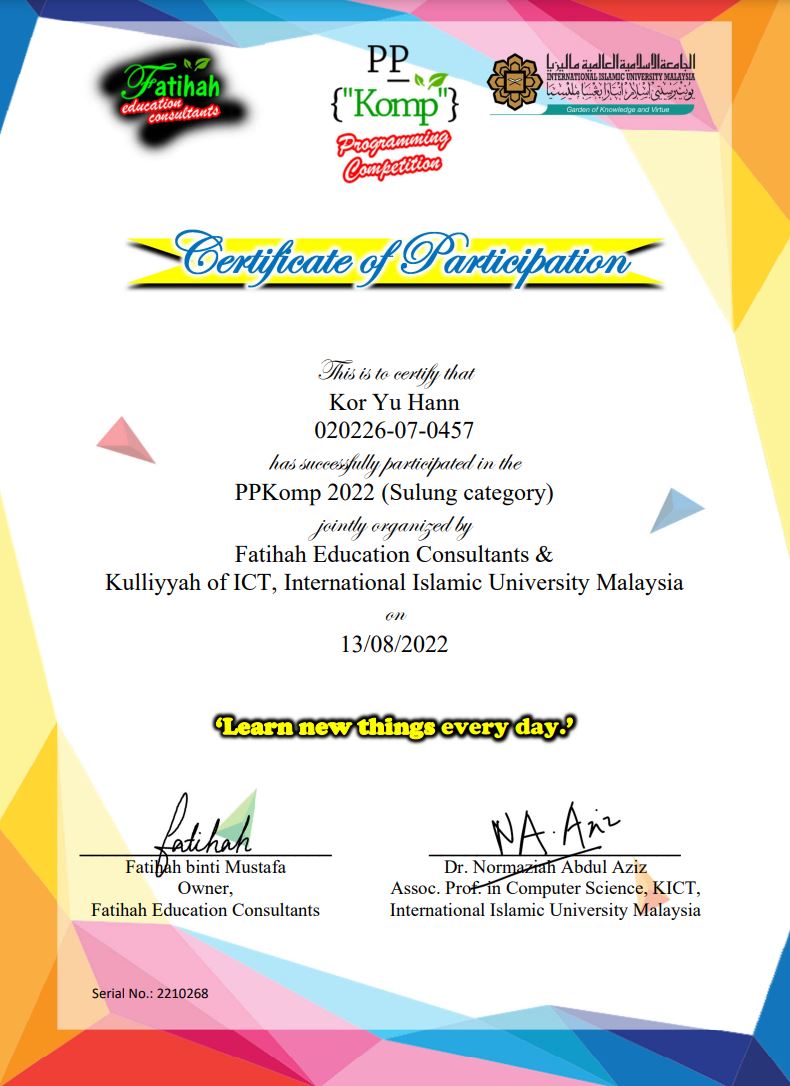 Fatihah
education
consultants
PP
{"Komp"}
Programming
Competition
الجامعة الإسلامية العالمية ماليزيا
INTERNATIONAL ISLAMIC UNIVERSITY MALAYSIA
يونيۏرسيتي اسلام انتارابڠسا مليسيا
Garden of Knowledge and Virtue
Certificate of Participation
This is to certify that
Kor Yu Hann
020226-07-0457
has successfully participated in the
PPKomp 2022 (Sulung category)
jointly organized by
Fatihah Education Consultants &
Kulliyyah of ICT, International Islamic University Malaysia
on
13/08/2022
‘Learn new things every day.’
fatihah
Fatihah binti Mustafa
Owner,
Fatihah Education Consultants
NA.Aziz
Dr. Normaziah Abdul Aziz
Assoc. Prof. in Computer Science, KICT,
International Islamic University Malaysia
Serial No.: 2210268